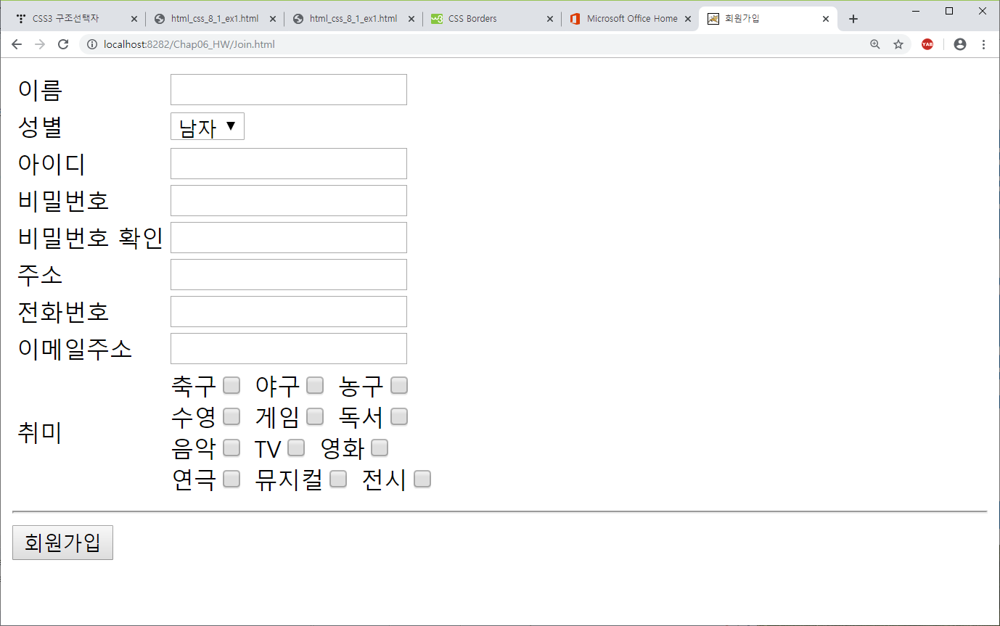 CSS3 구조선택자 html_css_8_1_ex1.html html_css_8_1_ex1.html w3 CSS Borders Microsoft Office Home 회원가입
localhost:8282/Chap06_HW/Join.html YAB
이름
성별 남자
아이디
비밀번호
비밀번호 확인
주소
전화번호
이메일주소
축구 야구 농구
수영 게임 독서
취미
음악 TV 영화
연극 뮤지컬 전시
회원가입